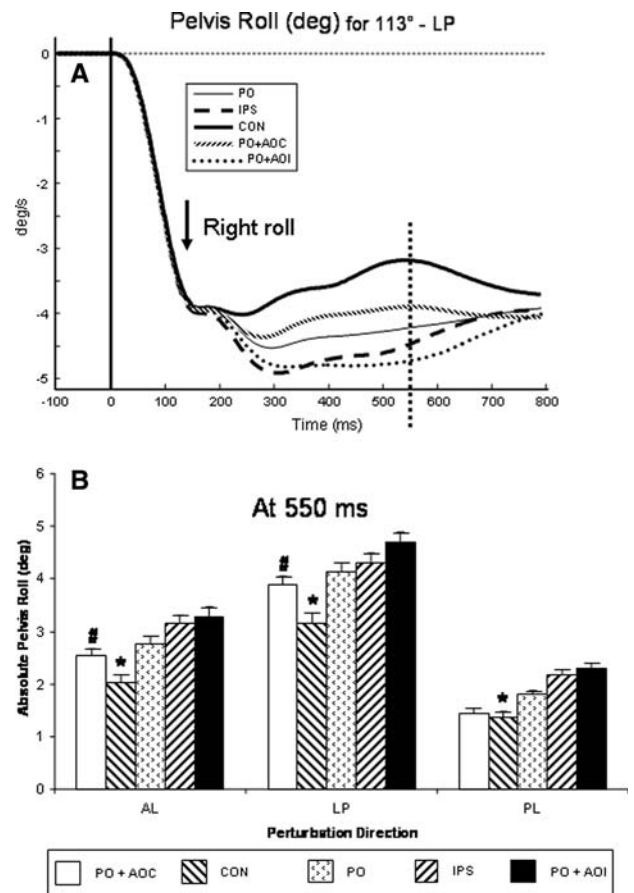 Pelvis Roll (deg) for 113° - LP
A
0
-1
-2
-3
-4
-5
deg/s
PO
IPS
CON
PO+AOC
PO+AOI
Right roll
-100 0 100 200 300 400 500 600 700 800
Time (ms)
B
At 550 ms
6
5
4
3
2
1
0
Absolute Pelvis Roll (deg)
# * # * *
AL LP PL
Perturbation Direction
PO + AOC CON PO IPS PO + AOI